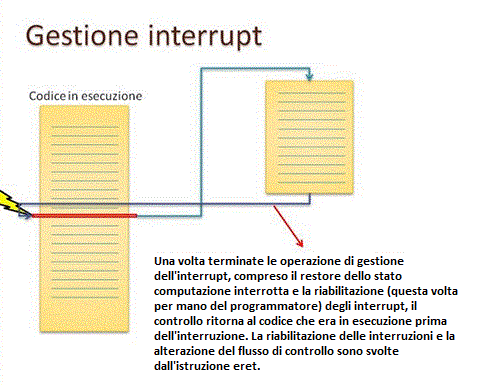 Gestione interrupt
Codice in esecuzione
Una volta terminate le operazione di gestione
dell'interrupt, compreso il restore dello stato
computazione interrotta e la riabilitazione (questa volta
per mano del programmatore) degli interrupt, il
controllo ritorna al codice che era in esecuzione prima
dell'interruzione. La riabilitazione delle interruzioni e la
alterazione del flusso di controllo sono svolte
dall'istruzione eret.